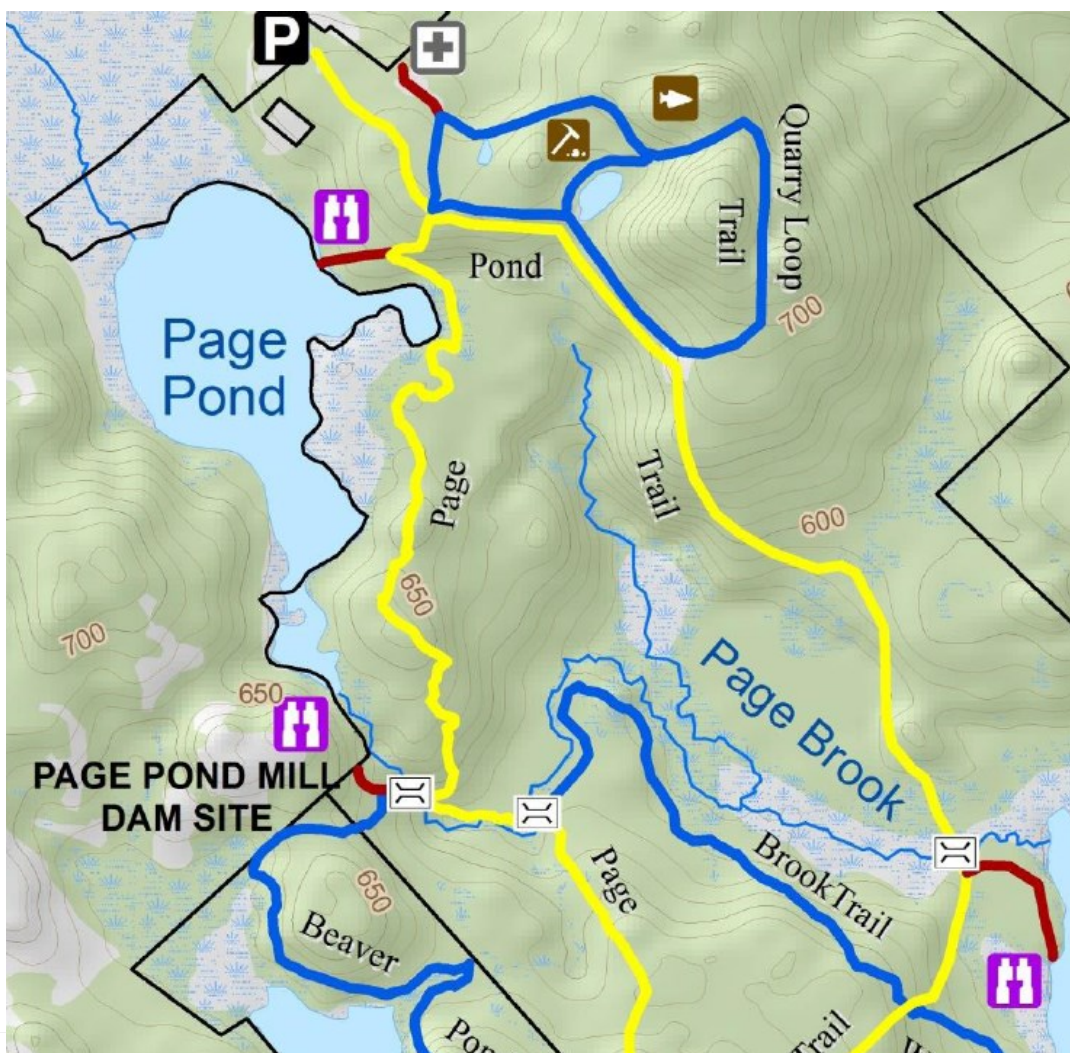 P
Quarry Loop
Trail
Pond
Page
Pond
Page
Trail
600
700
650
700
650
Page Brook
PAGE POND MILL
DAM SITE
650
Beaver
Page
BrookTrail
Pon
Trail